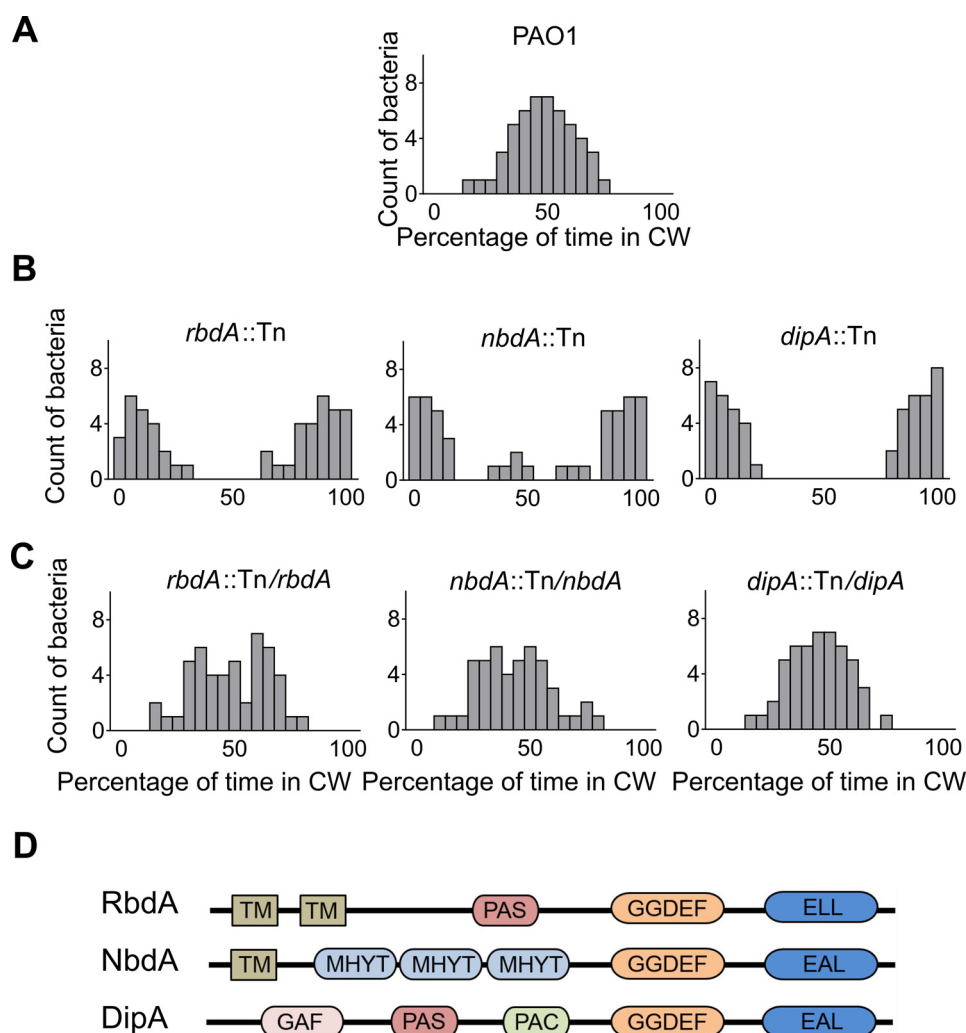 A
PAO1
Count of bacteria
8
4
0
0 50 100
Percentage of time in CW
B
rbdA::Tn nbdA::Tn dipA::Tn
Count of bacteria
8 8 8
4 4 4
0 0 0
0 50 100 0 50 100 0 50 100
C
rbdA::Tn/rbdA nbdA::Tn/nbdA dipA::Tn/dipA
Count of bacteria
8 8 8
4 4 4
0 0 0
0 50 100 0 50 100 0 50 100
Percentage of time in CW Percentage of time in CW Percentage of time in CW
D
RbdA TM TM PAS GGDEF ELL
NbdA TM MHYT MHYT MHYT GGDEF EAL
DipA GAF PAS PAC GGDEF EAL